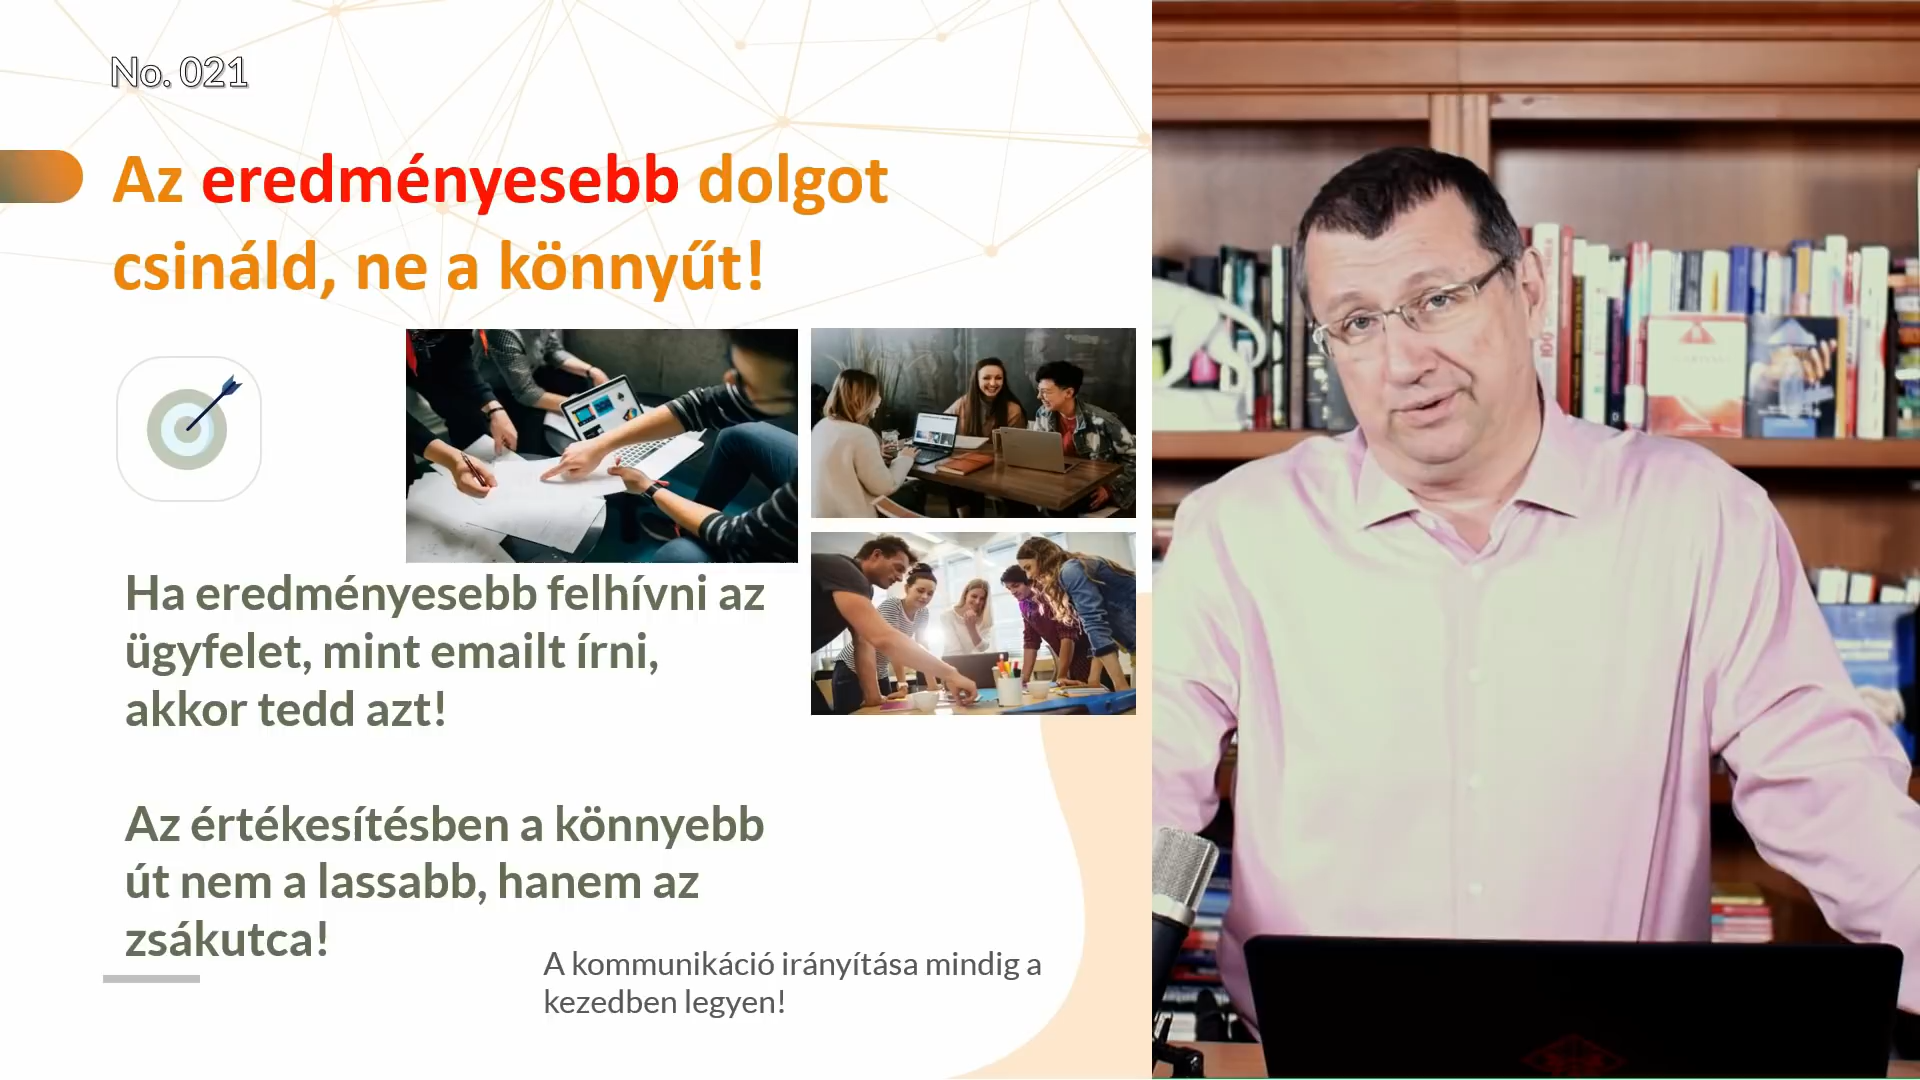 No. 021
Az eredményesebb dolgot
csináld, ne a könnyűt!
Ha eredményesebb felhívni az
ügyfelet, mint emailt írni,
akkor tedd azt!
Az értékesítésben a könnyebb
út nem a lassabb, hanem az
zsákutca!
A kommunikáció irányítása mindig a
kezedben legyen!